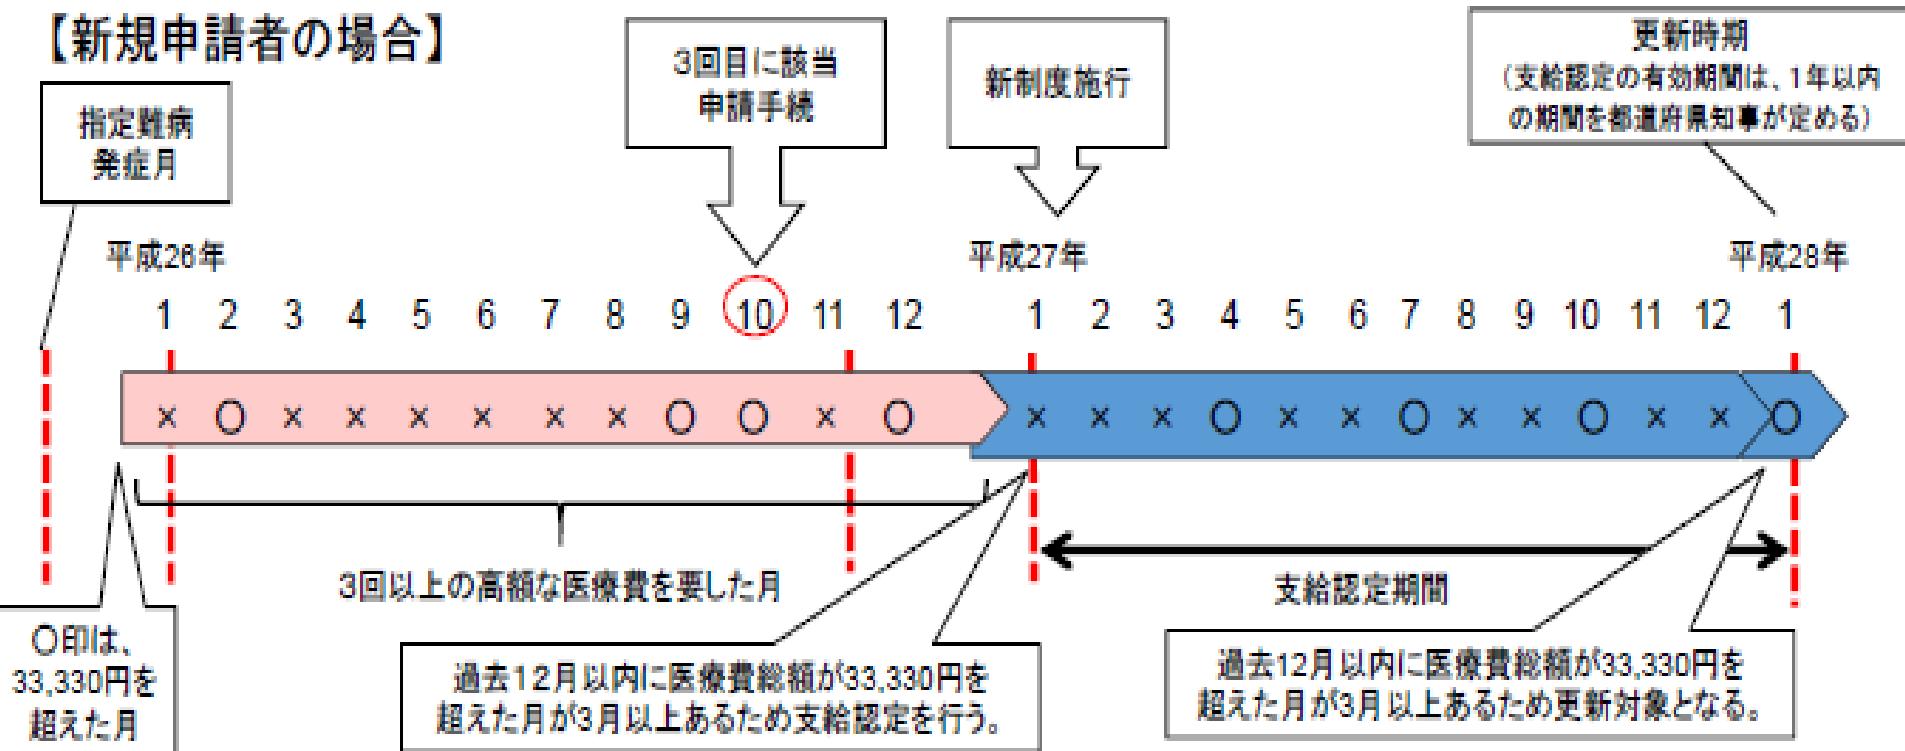 【新規申請者の場合】
指定難病
発症月
3回目に該当
申請手続
新制度施行
更新時期
（支給認定の有効期間は、1年以内
の期間を都道府県知事が定める）
平成26年
平成27年
平成28年
1 2 3 4 5 6 7 8 9 10 11 12 1 2 3 4 5 6 7 8 9 10 11 12 1
× ○ × × × × × × ○ ○ × ○ × × × ○ × × ○ × × ○ × × ○
3回以上の高額な医療費を要した月
支給認定期間
○印は、
33,330円を
超えた月
過去12月以内に医療費総額が33,330円を
超えた月が3月以上あるため支給認定を行う。
過去12月以内に医療費総額が33,330円を
超えた月が3月以上あるため更新対象となる。